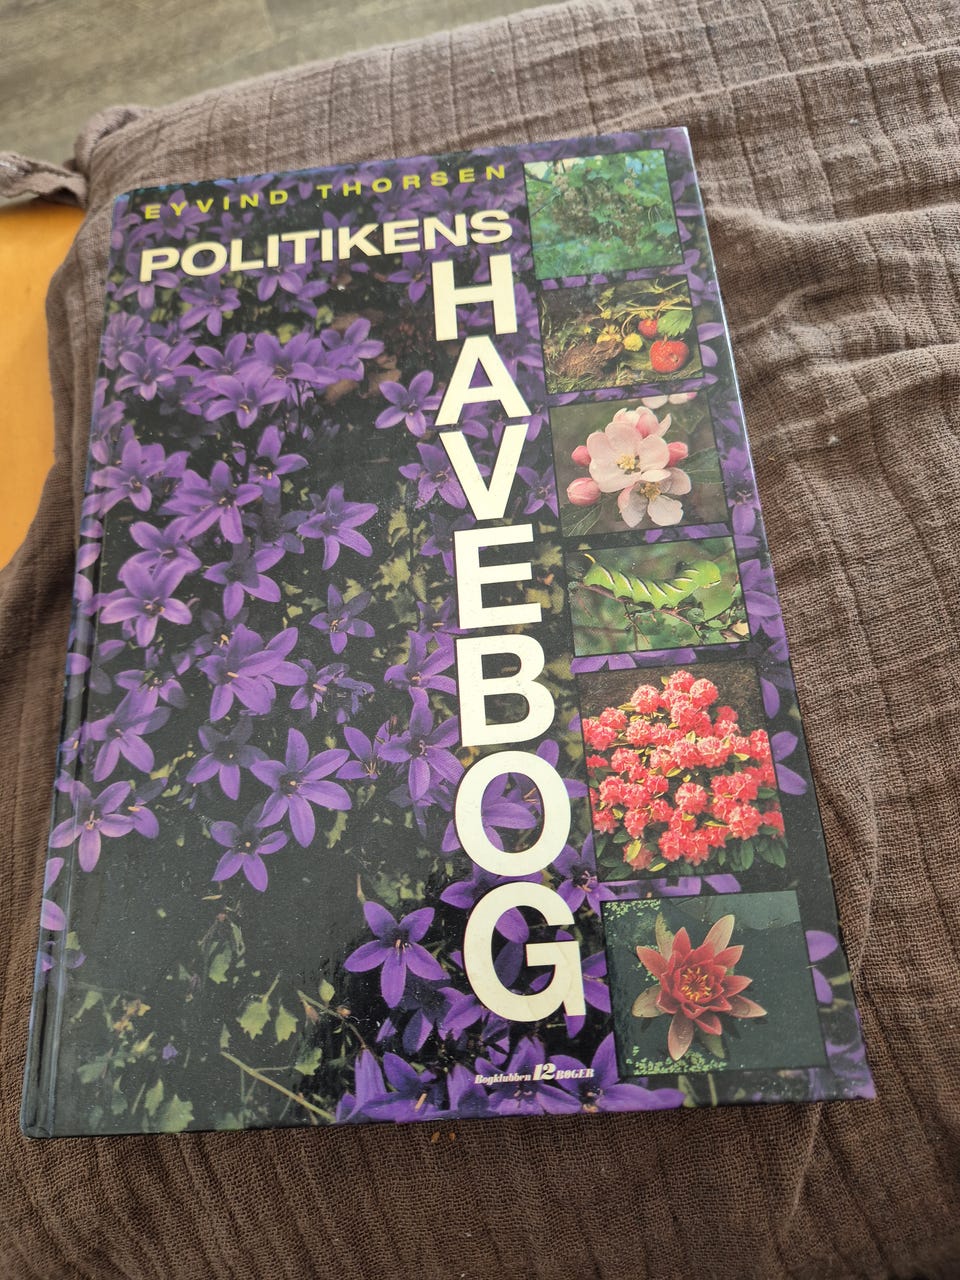 EYVIND THORSEN
POLITIKENS
HAVEBOG
Bogklubben 12 BØGER